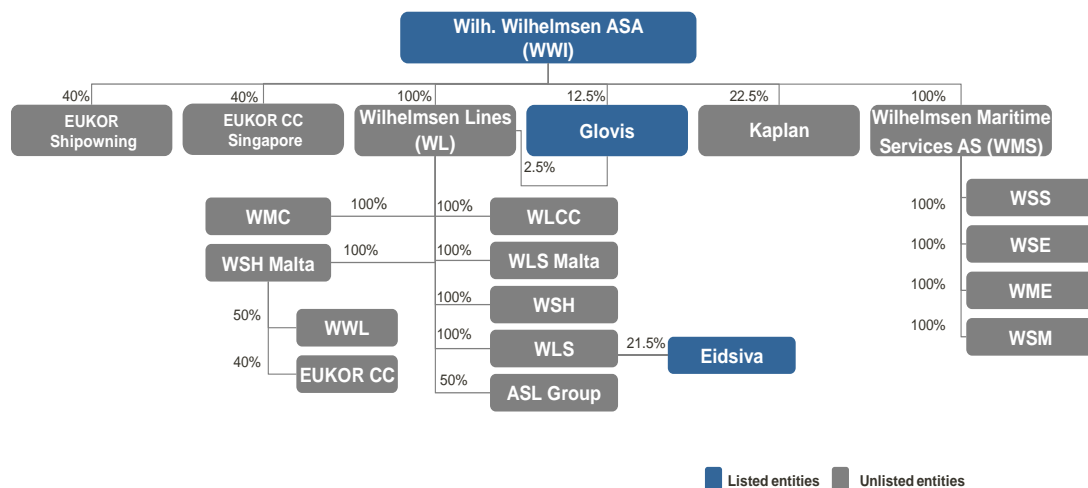 Wilh. Wilhelmsen ASA
(WWI)
40%
40%
100%
12.5%
22.5%
100%
EUKOR
Shipowning
EUKOR CC
Singapore
Wilhelmsen Lines
(WL)
Glovis
Kaplan
Wilhelmsen Maritime
Services AS (WMS)
2.5%
WMC
100%
100%
WLCC
100%
WSS
WSH Malta
100%
100%
WLS Malta
100%
WSE
100%
WSH
100%
WME
50%
WWL
100%
WLS
21.5%
Eidsiva
100%
WSM
40%
EUKOR CC
50%
ASL Group
Listed entities
Unlisted entities